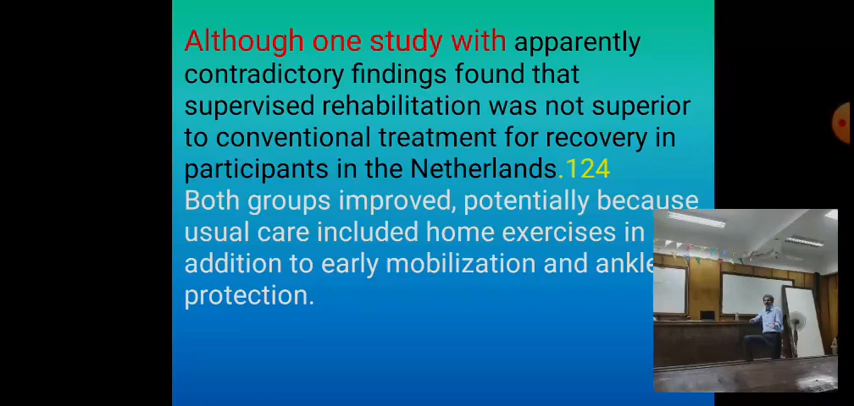 Although one study with apparently
contradictory findings found that
supervised rehabilitation was not superior
to conventional treatment for recovery in
participants in the Netherlands.124
Both groups improved, potentially because
usual care included home exercises in
addition to early mobilization and ankle
protection.